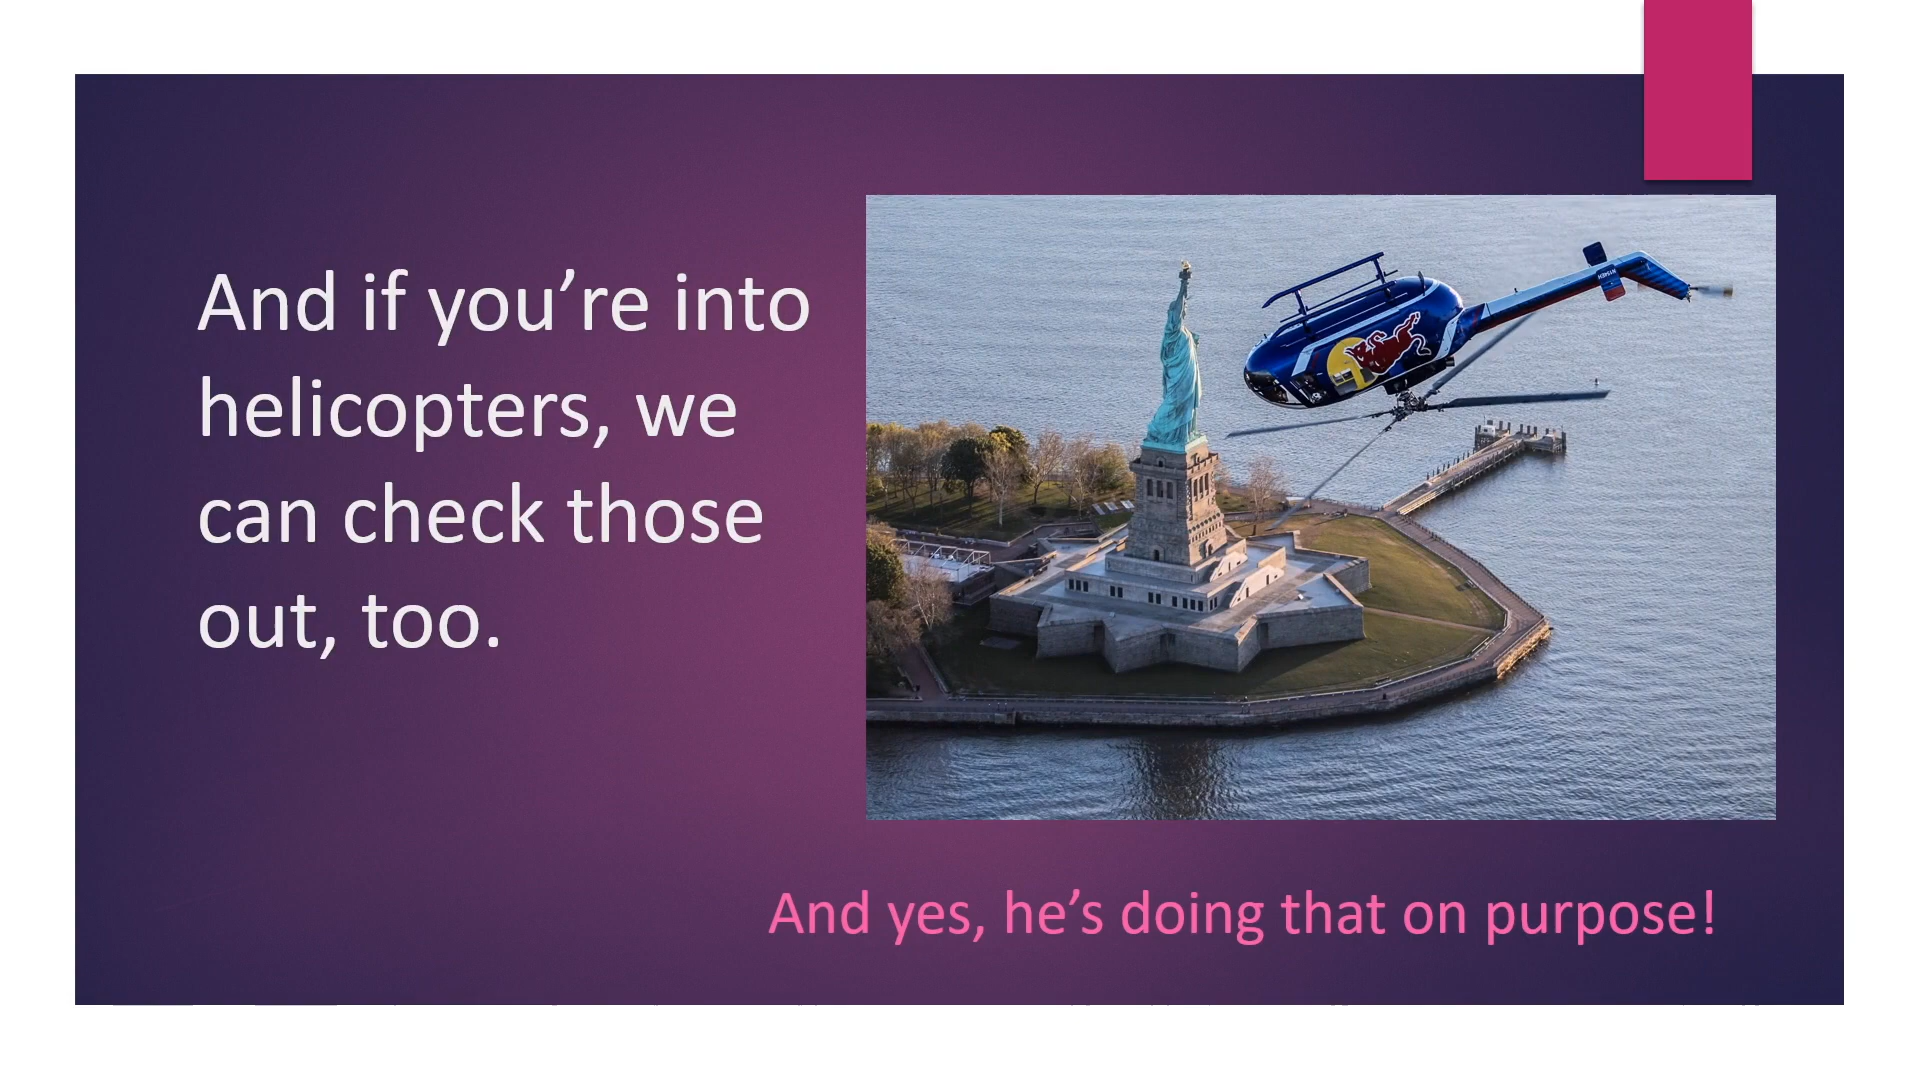 And if you’re into
helicopters, we
can check those
out, too.
And yes, he’s doing that on purpose!